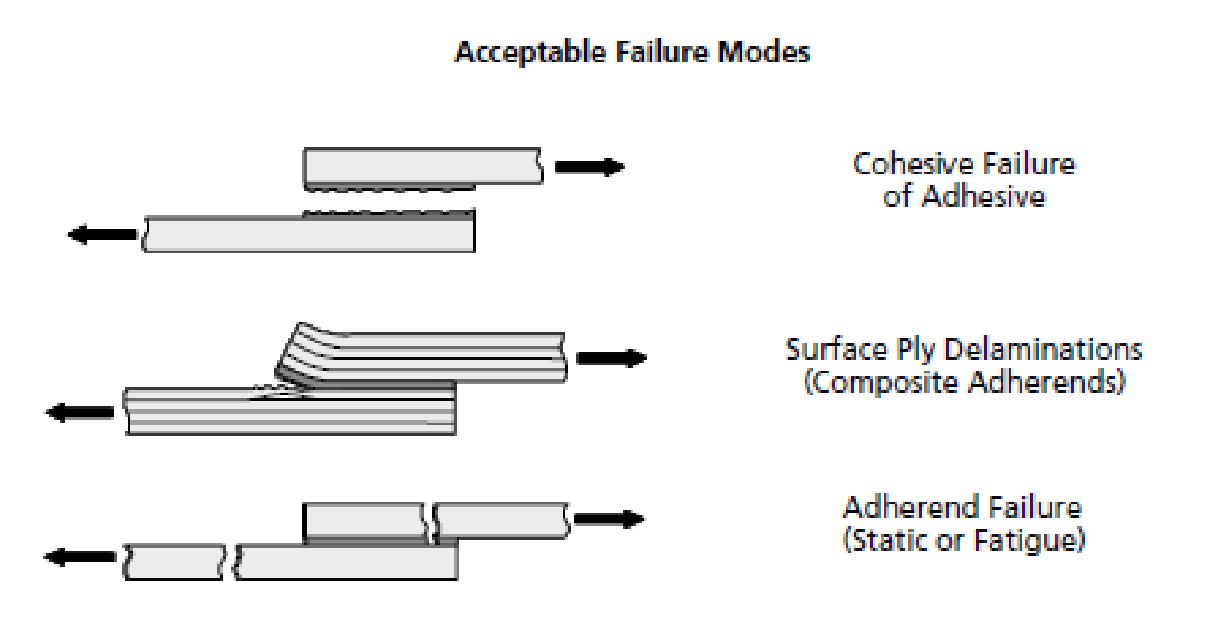 Acceptable Failure Modes
Cohesive Failure
of Adhesive
Surface Ply Delaminations
(Composite Adherends)
Adherend Failure
(Static or Fatigue)